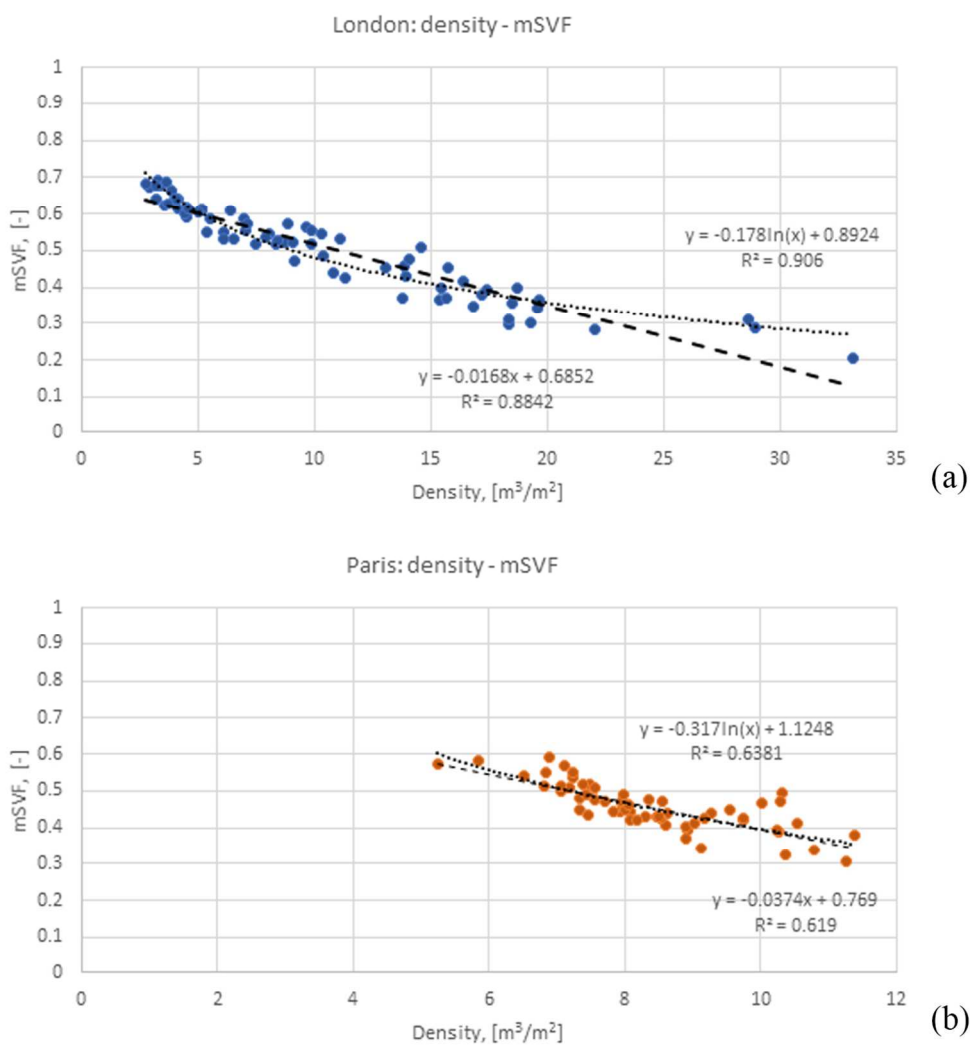 London: density - mSVF
1
0.9
0.8
0.7
0.6
0.5
0.4
0.3
0.2
0.1
0
mSVF, [-]
y = -0.178ln(x) + 0.8924
R² = 0.906
y = -0.0168x + 0.6852
R² = 0.8842
0 5 10 15 20 25 30 35
Density, [m³/m²]
(a)
Paris: density - mSVF
1
0.9
0.8
0.7
0.6
0.5
0.4
0.3
0.2
0.1
0
mSVF, [-]
y = -0.317ln(x) + 1.1248
R² = 0.6381
y = -0.0374x + 0.769
R² = 0.619
0 2 4 6 8 10 12
Density, [m³/m²]
(b)